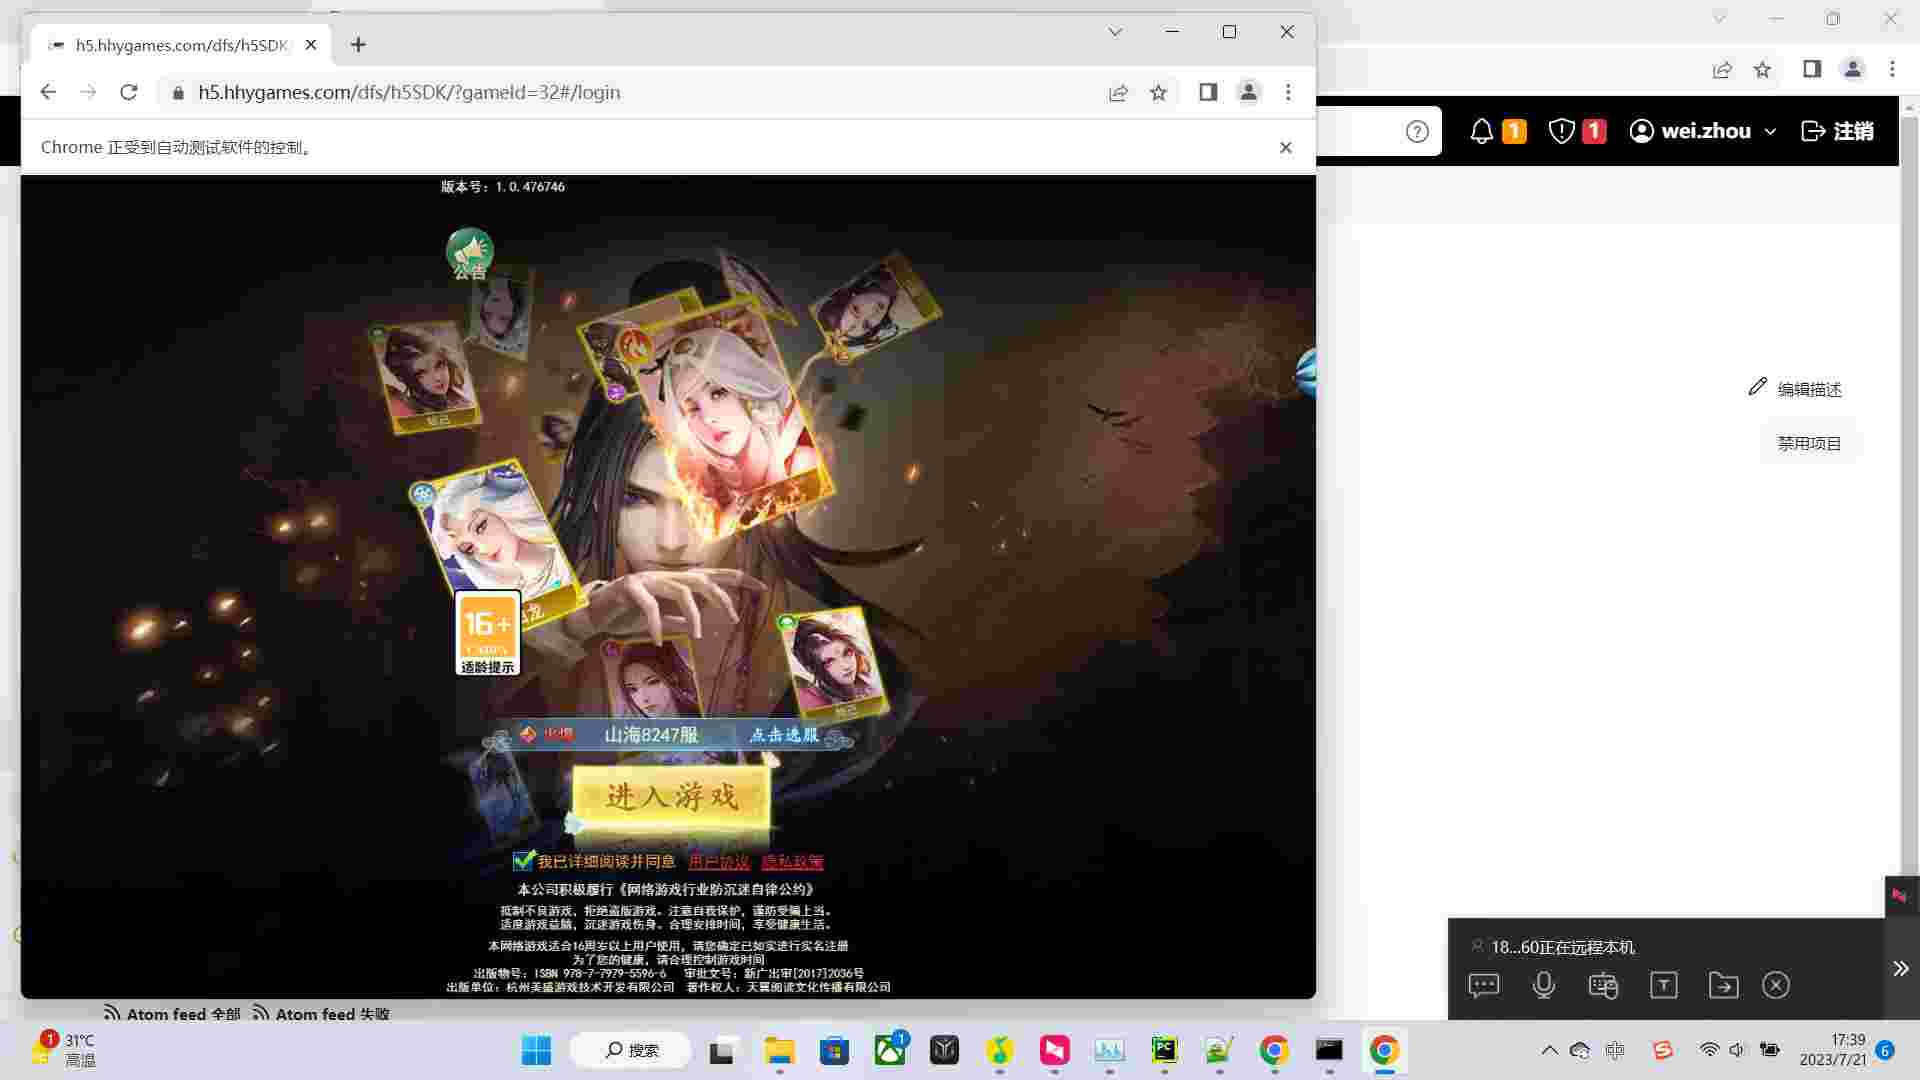 h5.hhygames.com/dfs/h5SDK
h5.hhygames.com/dfs/h5SDK/?gameId=32#/login
Chrome 正受到自动测试软件的控制。
1
1
wei.zhou
注销
版本号：1.0.476746
公告
编辑描述
禁用项目
16+
适龄提示
山海8247服
点击选服
进入游戏
我已详细阅读并同意 用户协议 隐私政策
本公司积极履行《网络游戏行业防沉迷自律公约》
抵制不良游戏，拒绝盗版游戏。注意自我保护，谨防受骗上当。
适度游戏益脑，沉迷游戏伤身。合理安排时间，享受健康生活。
本网络游戏适合16周岁以上用户使用，请您确定已如实进行实名注册
为了您的健康，请合理控制游戏时间
出版物号：ISBN 978-7-7979-5596-6 审批文号：新广出审[2017]2036号
出版单位：杭州美盛游戏技术开发有限公司 著作权人：天翼阅读文化传播有限公司
18...60正在远程本机
Atom feed 全部
Atom feed 失败
1
31°C
高温
搜索
1
PC
中
17:39
2023/7/21
6